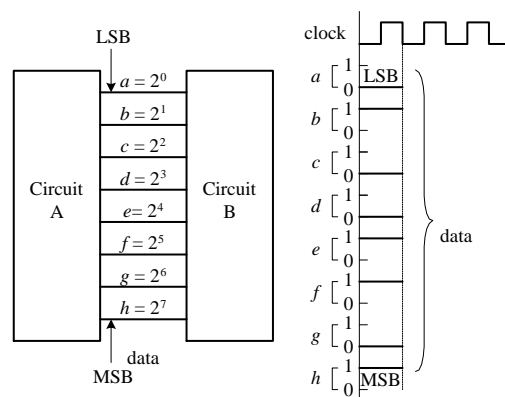 LSB
a = 2⁰
b = 2¹
c = 2²
d = 2³
e= 2⁴
f = 2⁵
g = 2⁶
h = 2⁷
Circuit
A
Circuit
B
data
MSB
clock
a 1 LSB
0
b 1
0
c 1
0
d 1
0
e 1
0
f 1
0
g 1
0
h 1
MSB
0
data